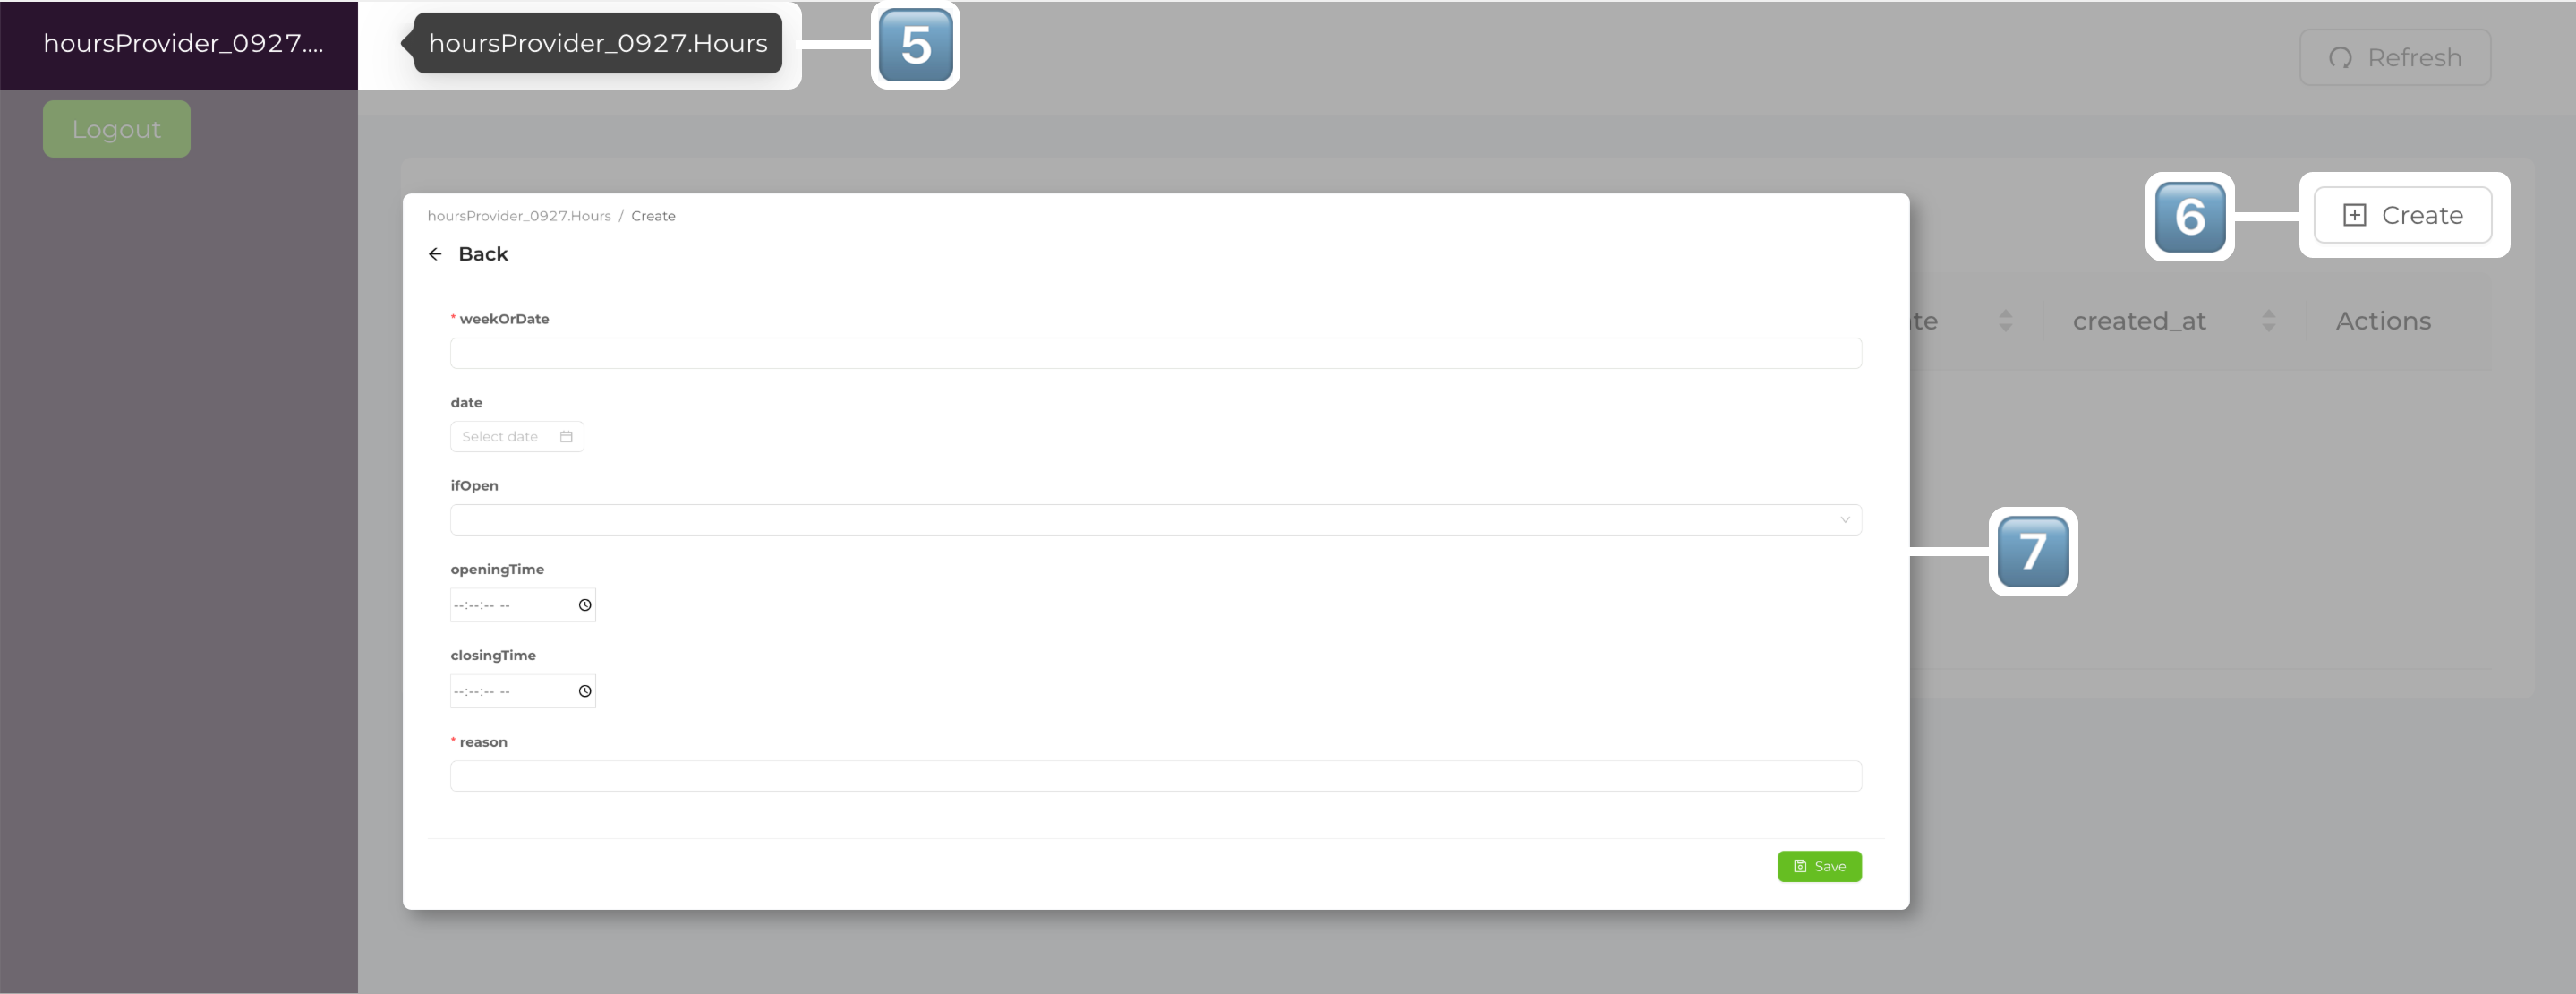 hoursProvider_0927....
hoursProvider_0927.Hours
5
Refresh
Logout
6
Create
hoursProvider_0927.Hours / Create
Back
* weekOrDate
created_at
Actions
date
Select date
ifOpen
7
openingTime
--:--:-- --
closingTime
--:--:-- --
* reason
Save